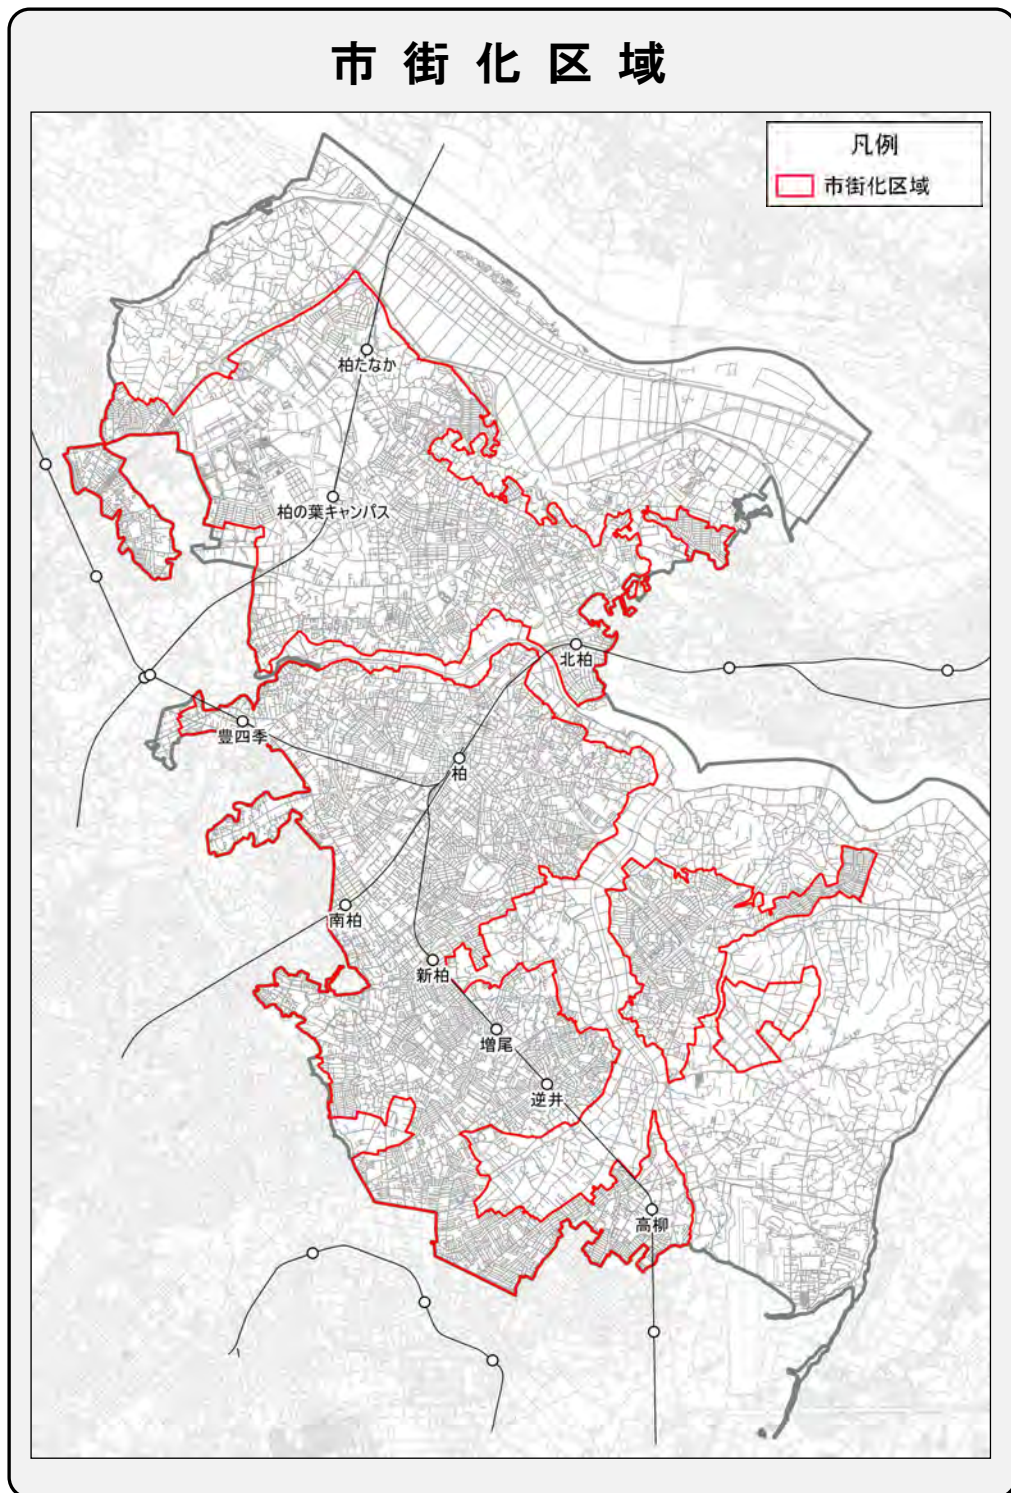 市街化区域
凡例
市街化区域
柏たなか
柏の葉キャンパス
北柏
豊四季
柏
南柏
新柏
増尾
逆井
高柳